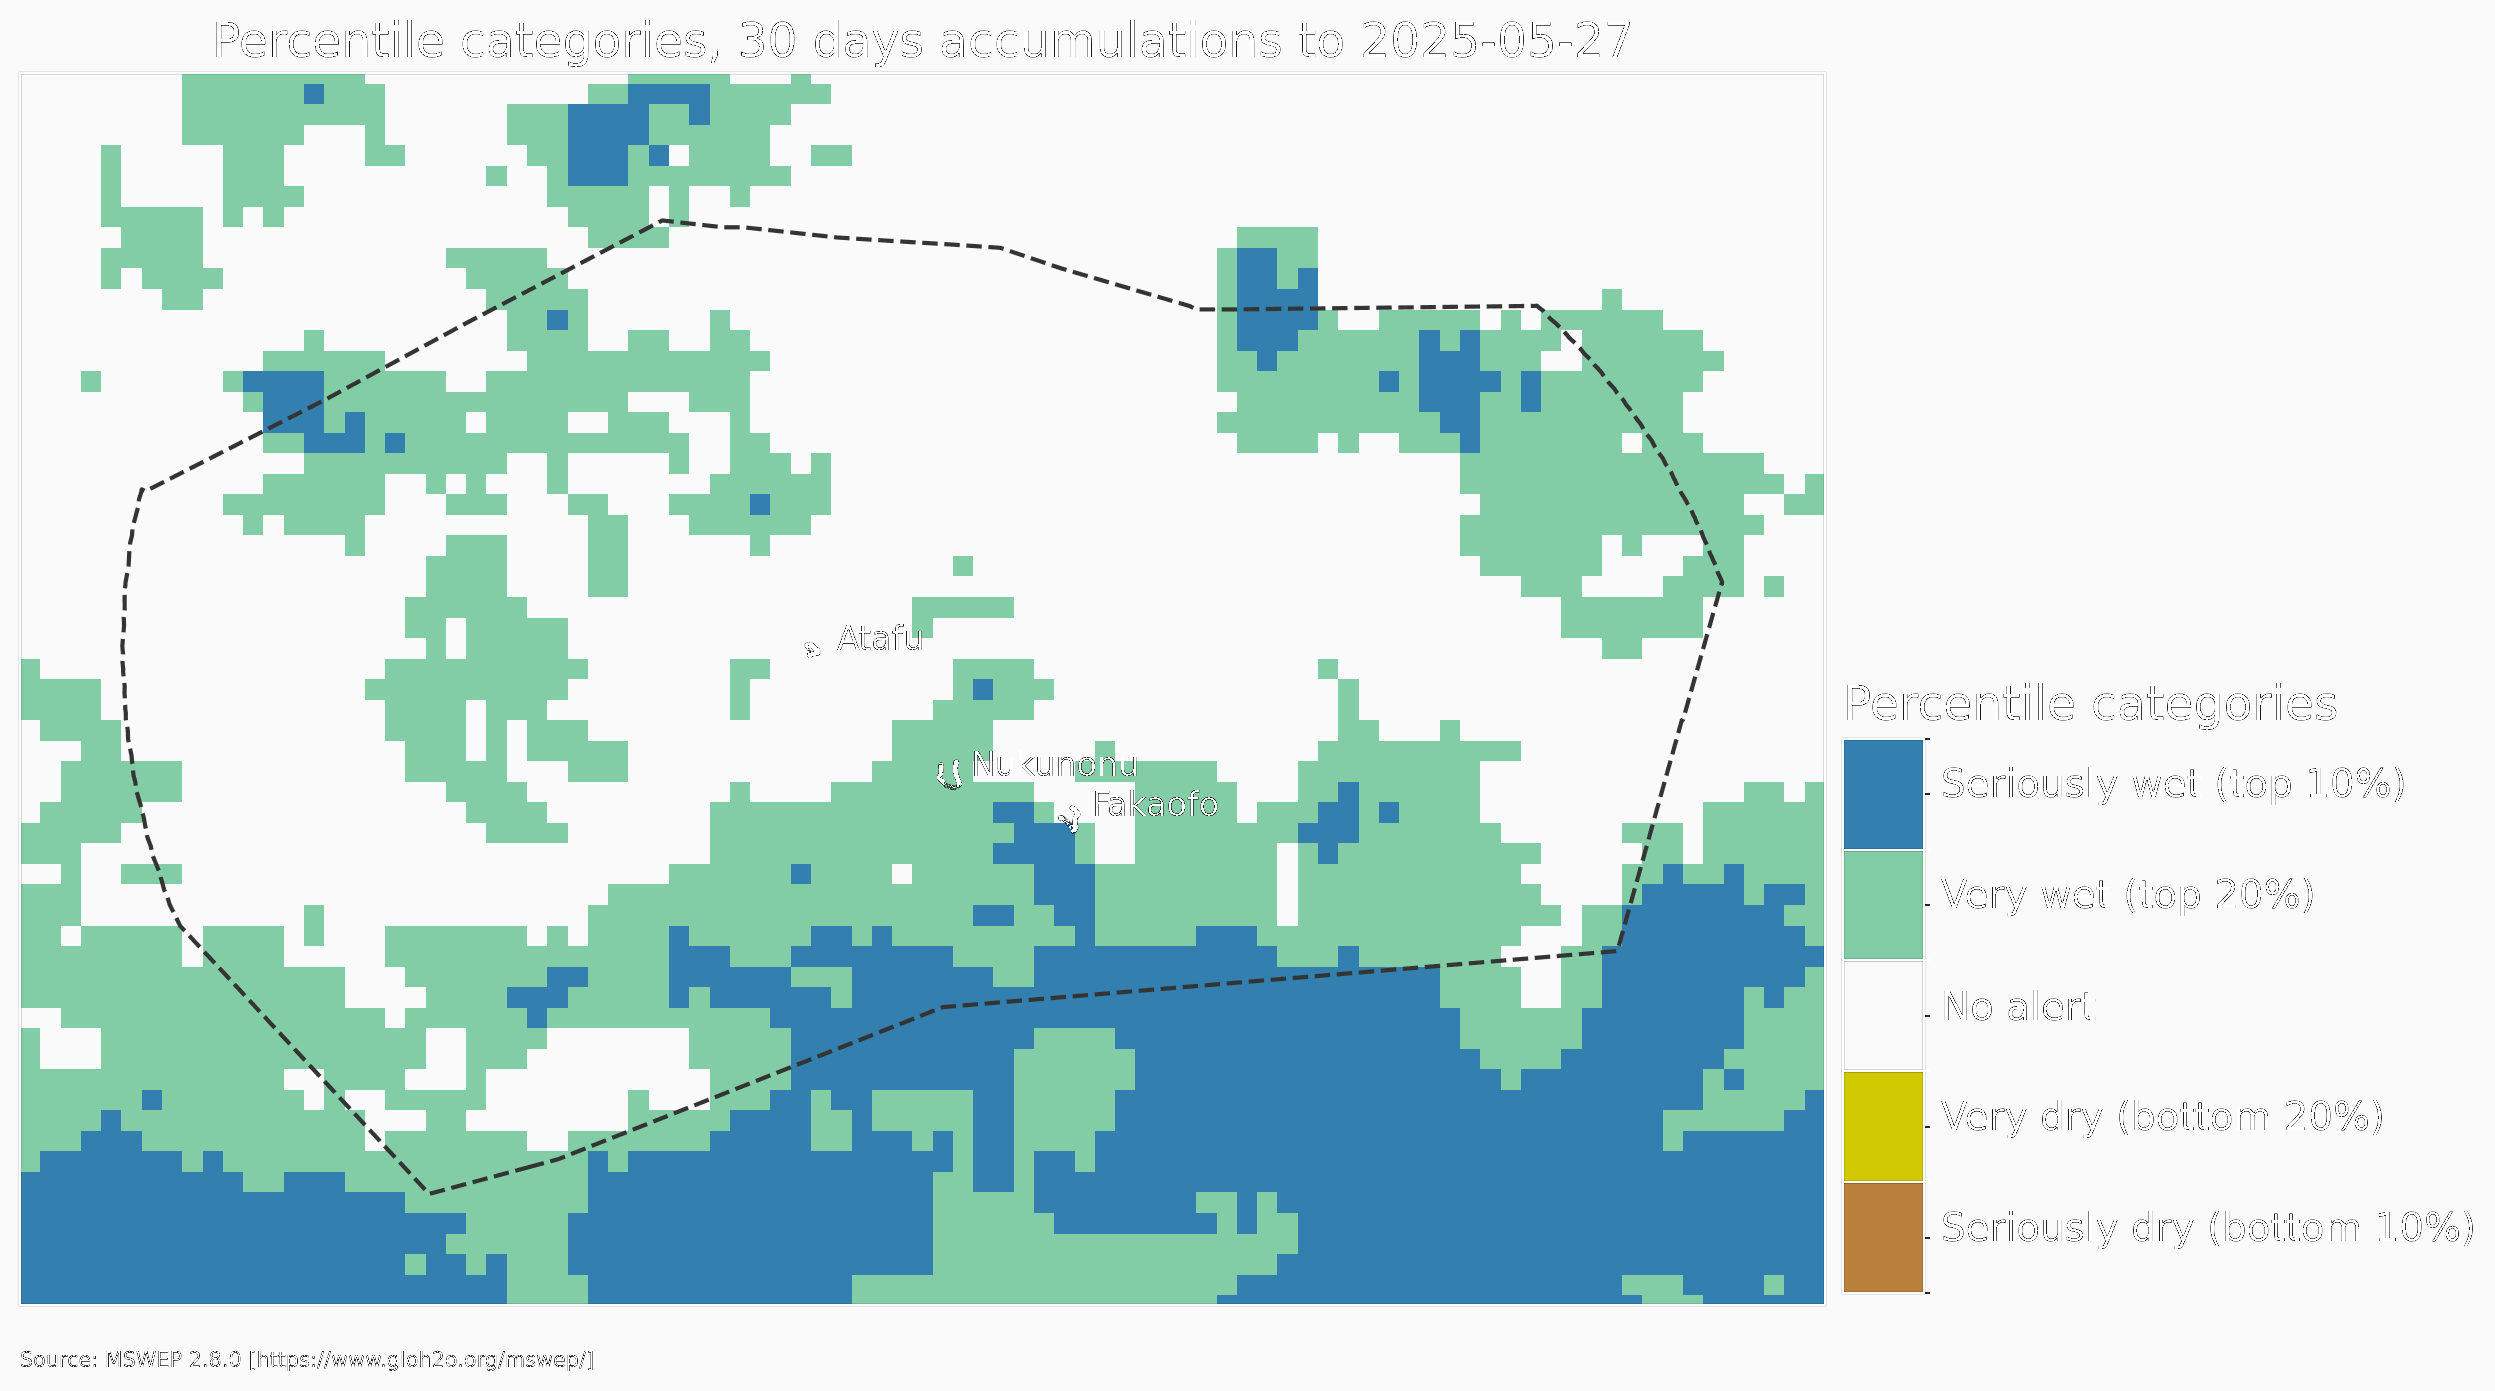 Percentile categories, 30 days accumulations to 2025-05-27
Atafu
Nukunonu
Fakaofo
Percentile categories
Seriously wet (top 10%)
Very wet (top 20%)
No alert
Very dry (bottom 20%)
Seriously dry (bottom 10%)
Source: MSWEP 2.8.0 [https://www.gloh2o.org/mswep/]